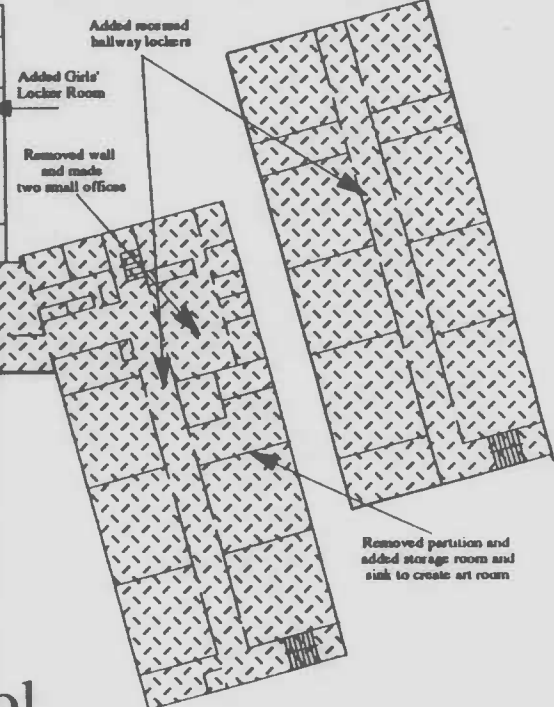 Added recessed
hallway lockers
Added Girls'
Locker Room
Removed wall
and made
two small offices
Removed partition and
added storage room and
sink to create art room
ol